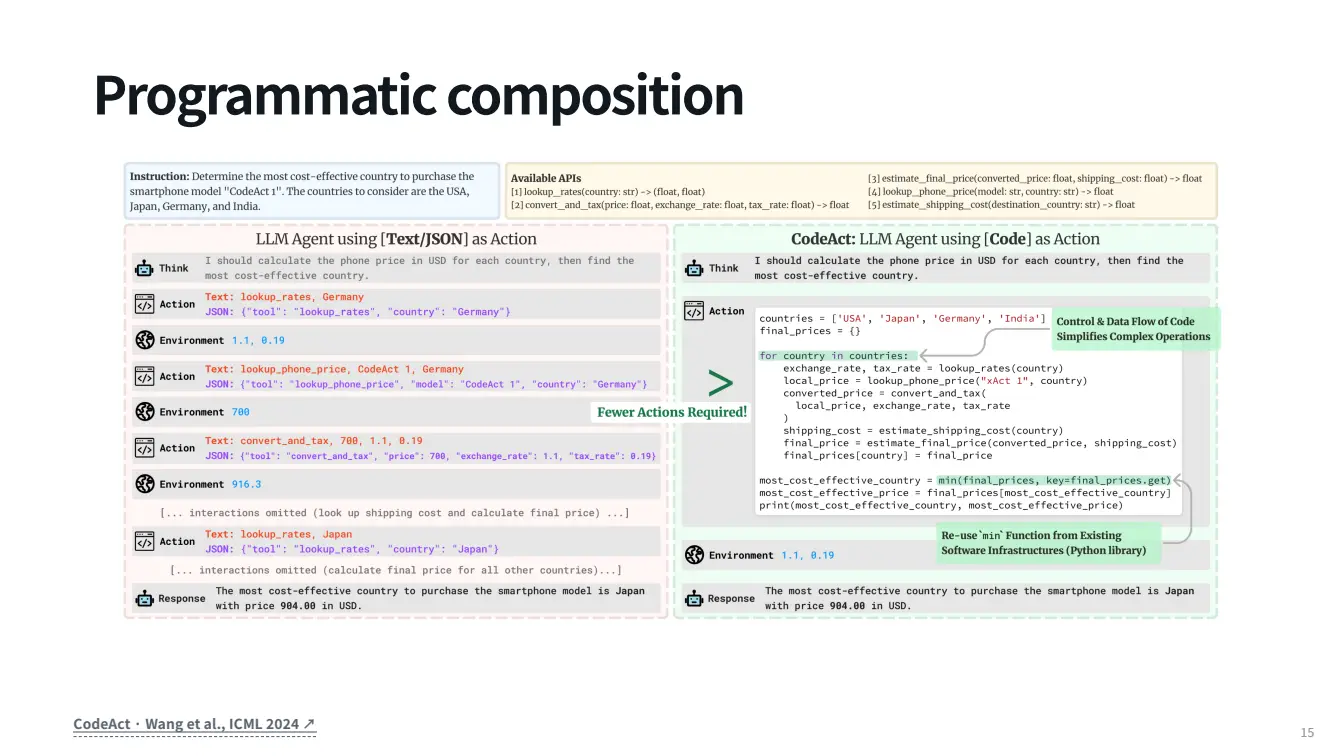 Programmatic composition
Instruction: Determine the most cost-effective country to purchase the
smartphone model "CodeAct 1". The countries to consider are the USA,
Japan, Germany, and India.
Available APIs
[1] lookup_rates(country: str) -> (float, float)
[2] convert_and_tax(price: float, exchange_rate: float, tax_rate: float) -> float
[3] estimate_final_price(converted_price: float, shipping_cost: float) -> float
[4] lookup_phone_price(model: str, country: str) -> float
[5] estimate_shipping_cost(destination_country: str) -> float
LLM Agent using [Text/JSON] as Action
Think
I should calculate the phone price in USD for each country, then find the
most cost-effective country.
Action
Text: lookup_rates, Germany
JSON: {"tool": "lookup_rates", "country": "Germany"}
Environment 1.1, 0.19
Action
Text: lookup_phone_price, CodeAct 1, Germany
JSON: {"tool": "lookup_phone_price", "model": "CodeAct 1", "country": "Germany"}
Environment 700
Action
Text: convert_and_tax, 700, 1.1, 0.19
JSON: {"tool": "convert_and_tax", "price": 700, "exchange_rate": 1.1, "tax_rate": 0.19}
Environment 916.3
[... interactions omitted (look up shipping cost and calculate final price) ...]
Action
Text: lookup_rates, Japan
JSON: {"tool": "lookup_rates", "country": "Japan"}
[... interactions omitted (calculate final price for all other countries)...]
Response
The most cost-effective country to purchase the smartphone model is Japan
with price 904.00 in USD.
>
Fewer Actions Required!
CodeAct: LLM Agent using [Code] as Action
Think
I should calculate the phone price in USD for each country, then find the
most cost-effective country.
Action
countries = ['USA', 'Japan', 'Germany', 'India']
final_prices = {}
for country in countries:
exchange_rate, tax_rate = lookup_rates(country)
local_price = lookup_phone_price("xAct 1", country)
converted_price = convert_and_tax(
local_price, exchange_rate, tax_rate
)
shipping_cost = estimate_shipping_cost(country)
final_price = estimate_final_price(converted_price, shipping_cost)
final_prices[country] = final_price
most_cost_effective_country = min(final_prices, key=final_prices.get)
most_cost_effective_price = final_prices[most_cost_effective_country]
print(most_cost_effective_country, most_cost_effective_price)
Control & Data Flow of Code
Simplifies Complex Operations
Re-use `min` Function from Existing
Software Infrastructures (Python library)
Environment 1.1, 0.19
Response
The most cost-effective country to purchase the smartphone model is Japan
with price 904.00 in USD.
CodeAct · Wang et al., ICML 2024 ↗
15